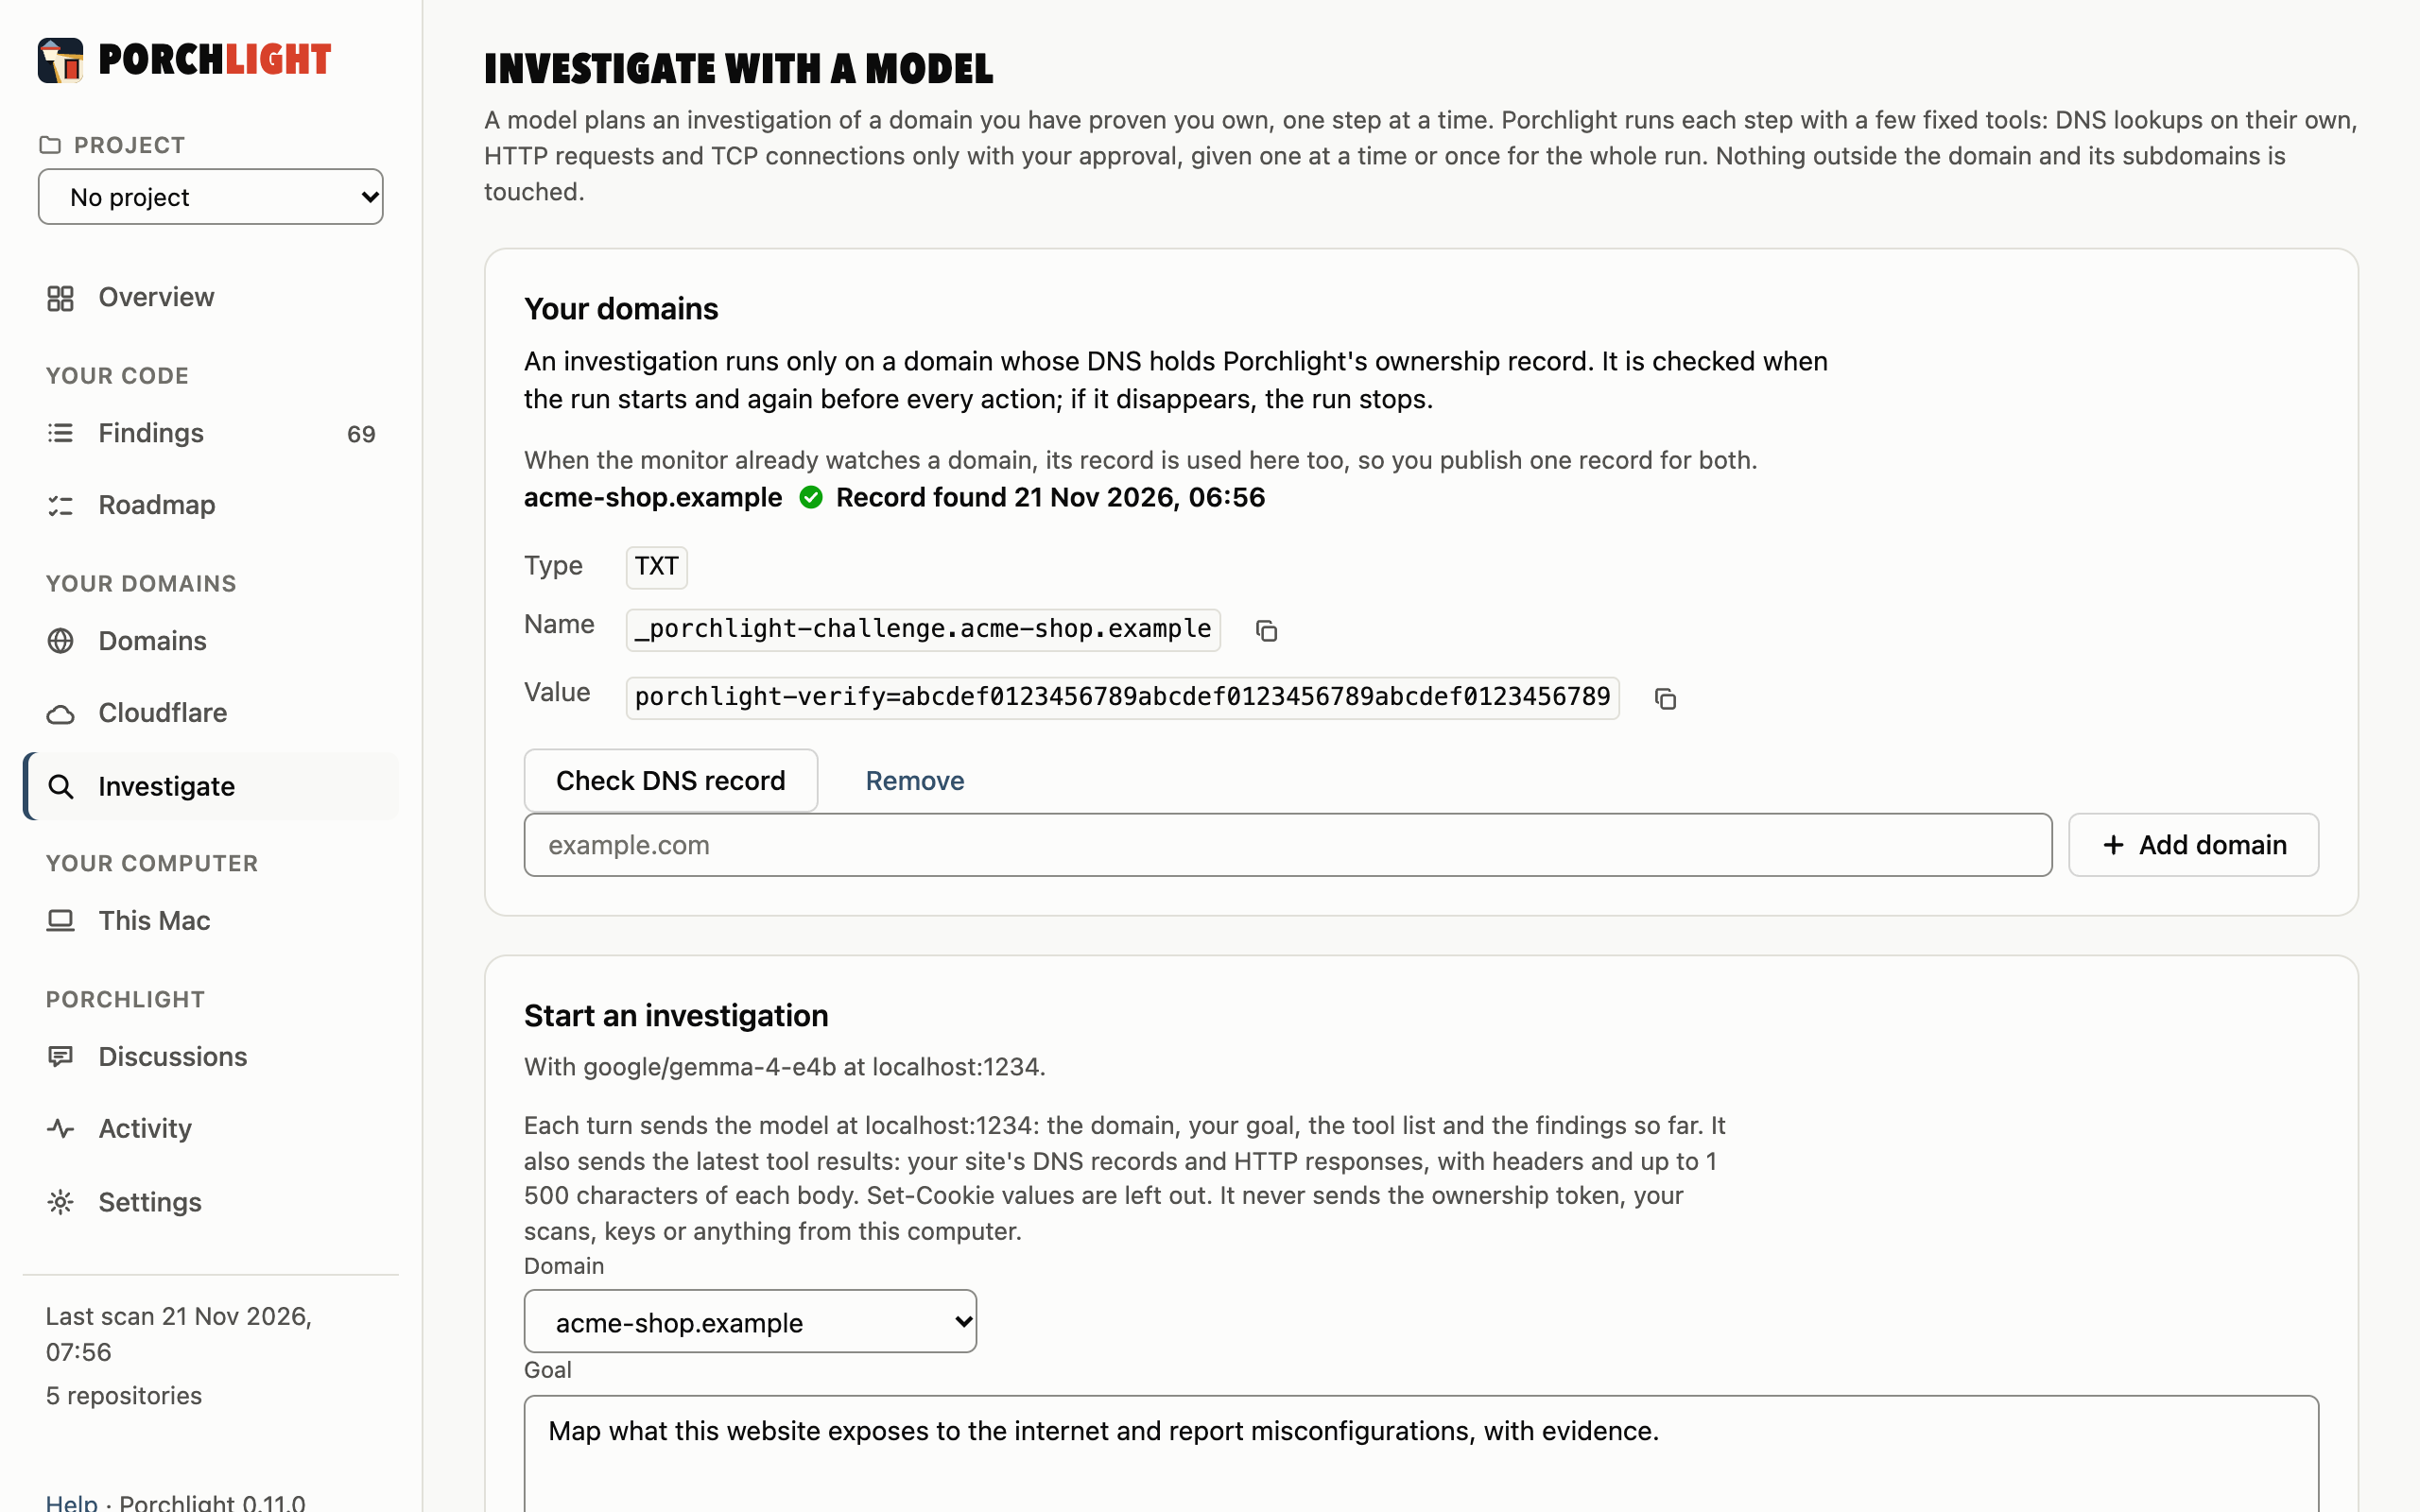 PORCHLIGHT
PROJECT
No project
Overview
YOUR CODE
Findings 69
Roadmap
YOUR DOMAINS
Domains
Cloudflare
Investigate
YOUR COMPUTER
This Mac
PORCHLIGHT
Discussions
Activity
Settings
Last scan 21 Nov 2026,
07:56
5 repositories
Help · Porchlight 0.11.0
INVESTIGATE WITH A MODEL
A model plans an investigation of a domain you have proven you own, one step at a time. Porchlight runs each step with a few fixed tools: DNS lookups on their own,
HTTP requests and TCP connections only with your approval, given one at a time or once for the whole run. Nothing outside the domain and its subdomains is
touched.
Your domains
An investigation runs only on a domain whose DNS holds Porchlight's ownership record. It is checked when
the run starts and again before every action; if it disappears, the run stops.
When the monitor already watches a domain, its record is used here too, so you publish one record for both.
acme-shop.example Record found 21 Nov 2026, 06:56
Type TXT
Name _porchlight-challenge.acme-shop.example
Value porchlight-verify=abcdef0123456789abcdef0123456789abcdef0123456789
Check DNS record Remove
example.com + Add domain
Start an investigation
With google/gemma-4-e4b at localhost:1234.
Each turn sends the model at localhost:1234: the domain, your goal, the tool list and the findings so far. It
also sends the latest tool results: your site's DNS records and HTTP responses, with headers and up to 1
500 characters of each body. Set-Cookie values are left out. It never sends the ownership token, your
scans, keys or anything from this computer.
Domain
acme-shop.example
Goal
Map what this website exposes to the internet and report misconfigurations, with evidence.